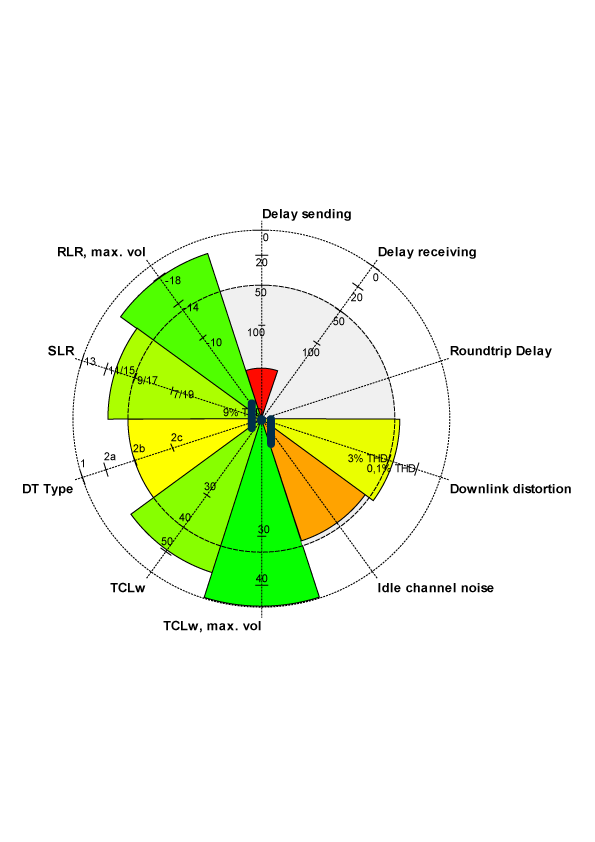 Delay sending
0
20
50
100
RLR, max. vol
-18
-14
-10
Delay receiving
0
20
50
100
SLR
13
11/15
9/17
7/19
Roundtrip Delay
9% T
DT Type
1
2a
2b
2c
3% THD
0,1% THD
Downlink distortion
TCLw
30
40
50
TCLw, max. vol
30
40
Idle channel noise